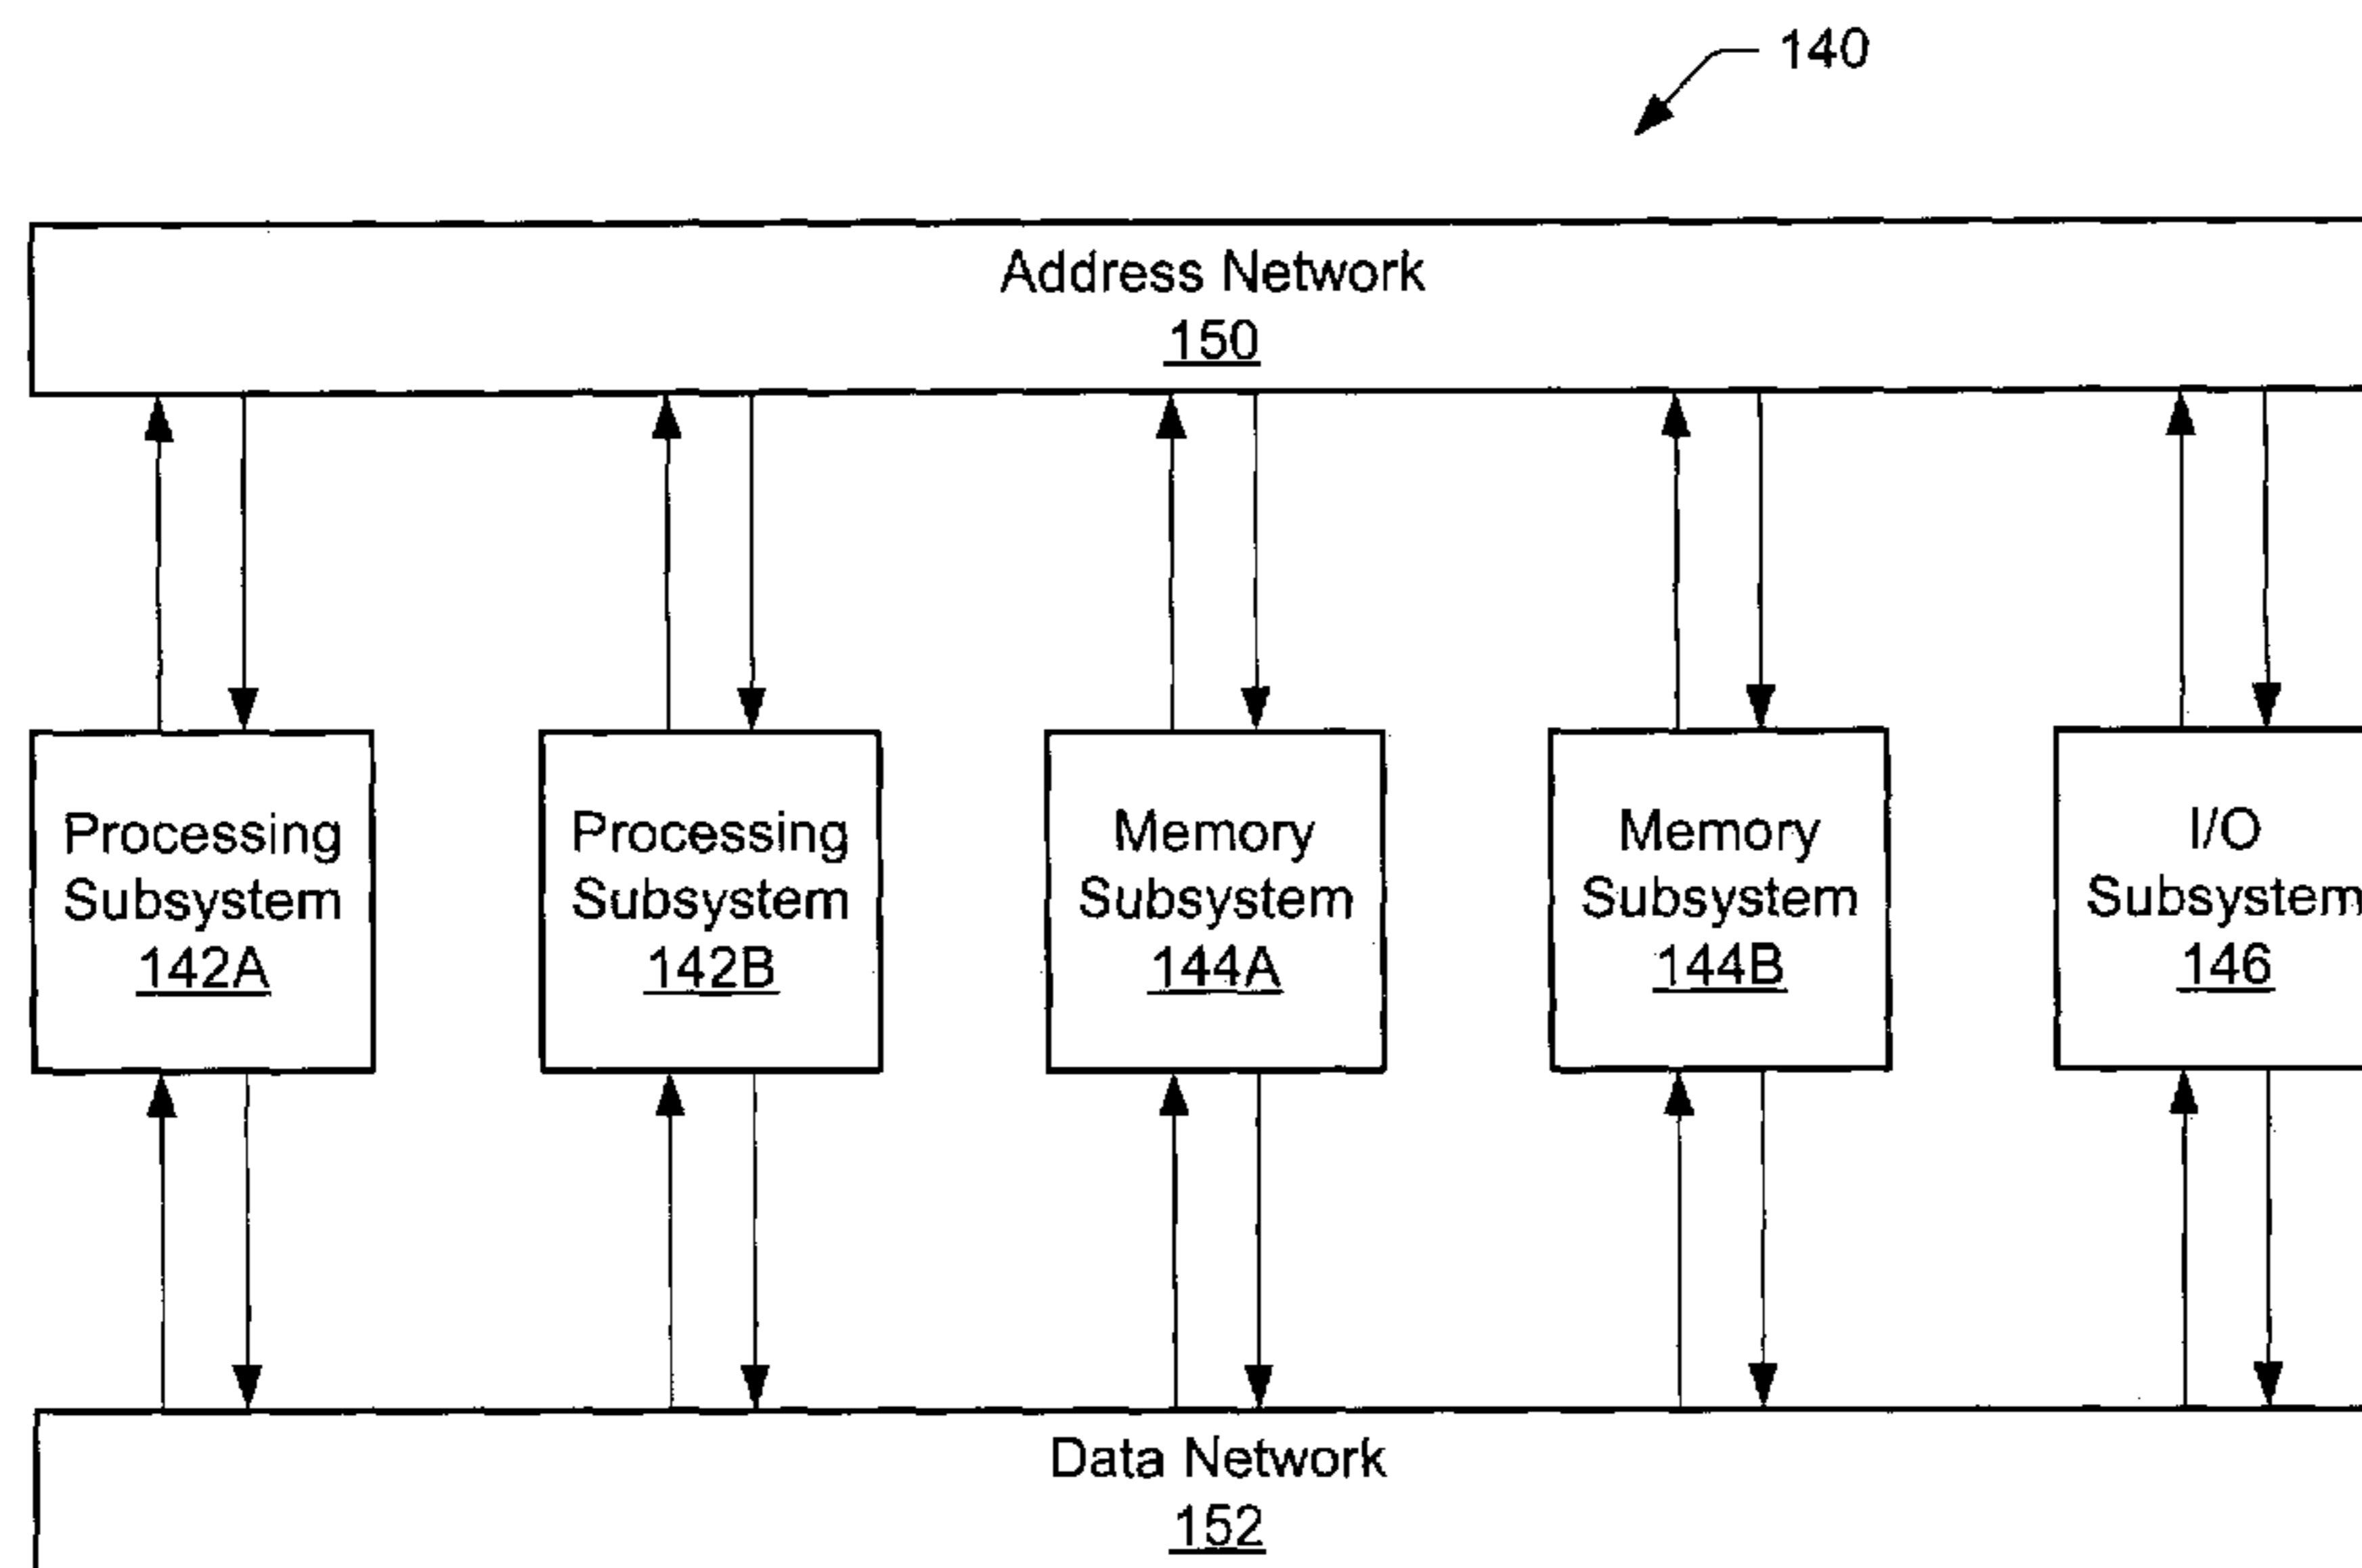 140
Address Network
150
Processing
Subsystem
142A
Processing
Subsystem
142B
Memory
Subsystem
144A
Memory
Subsystem
144B
I/O
Subsystem
146
Data Network
152